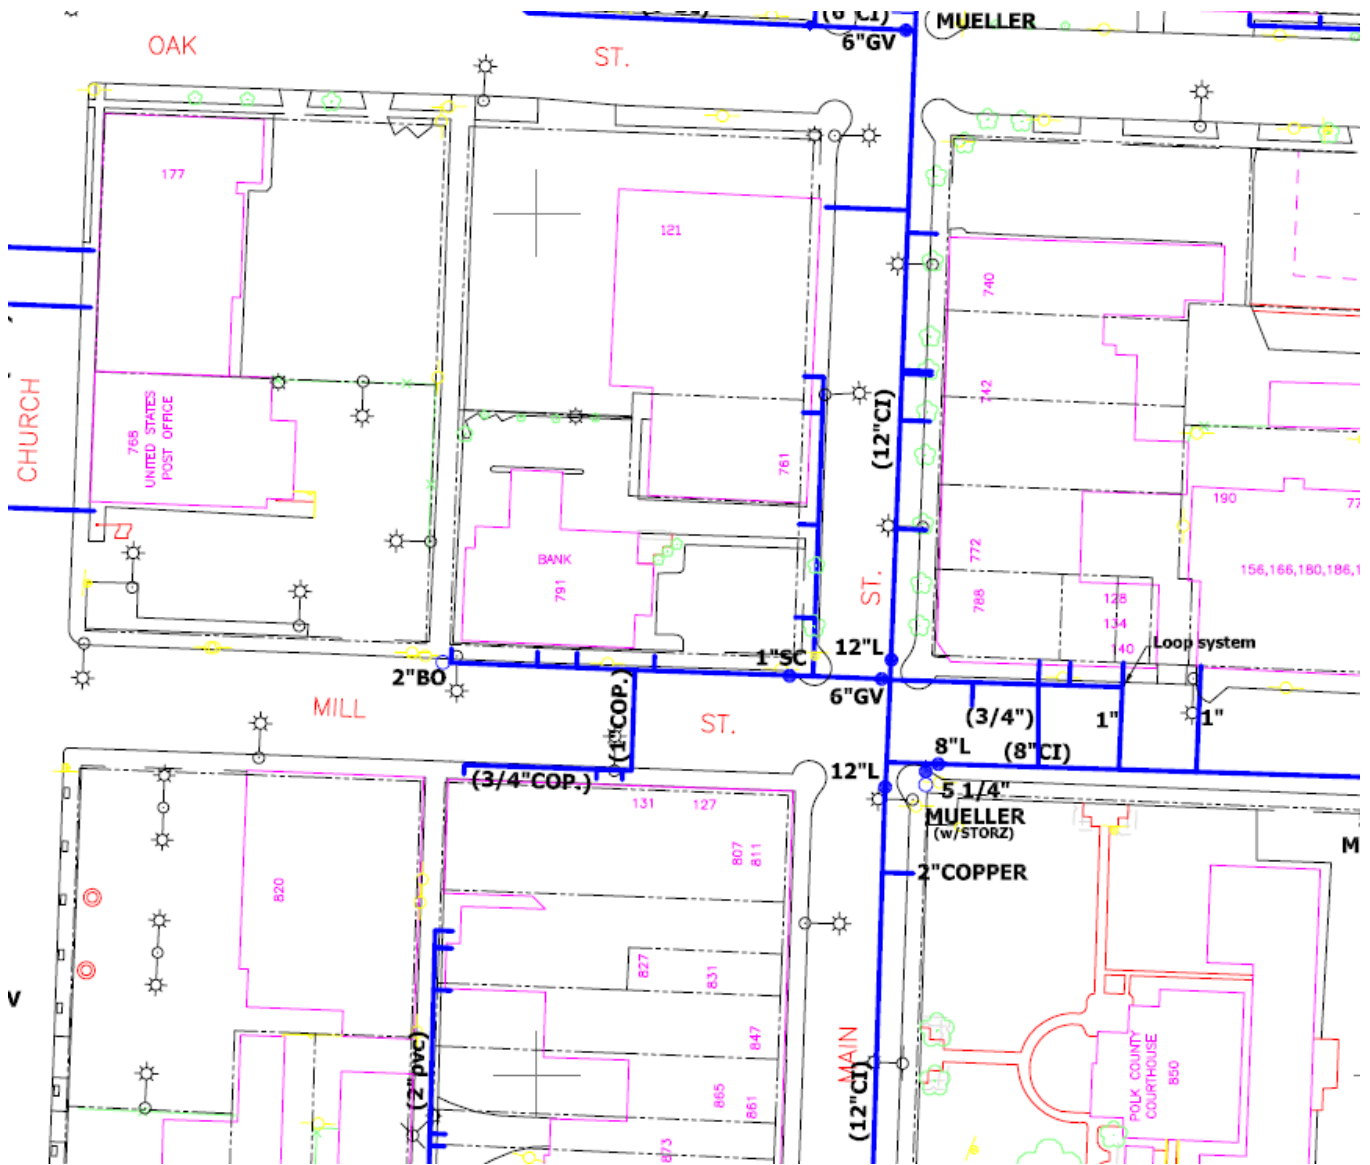 (6"CI)
MUELLER
6"GV
OAK
ST.
177
121
740
CHURCH
768
UNITED STATES
POST OFFICE
742
(12"CI)
761
190
BANK
791
772
156,166,180,186,1
ST.
788
128
134
140
Loop system
12"L
1"SC
2"BO
6"GV
MILL
ST.
(1"COP.)
(3/4")
1"
1"
8"L
(8"CI)
12"L
(3/4"COP.)
5 1/4"
MUELLER
(w/STORZ)
131
127
807
811
M
2"COPPER
820
827
831
V
847
MAIN
(2" pvc)
POLK COUNTY
COURTHOUSE
850
865
861
(12"CI)
873